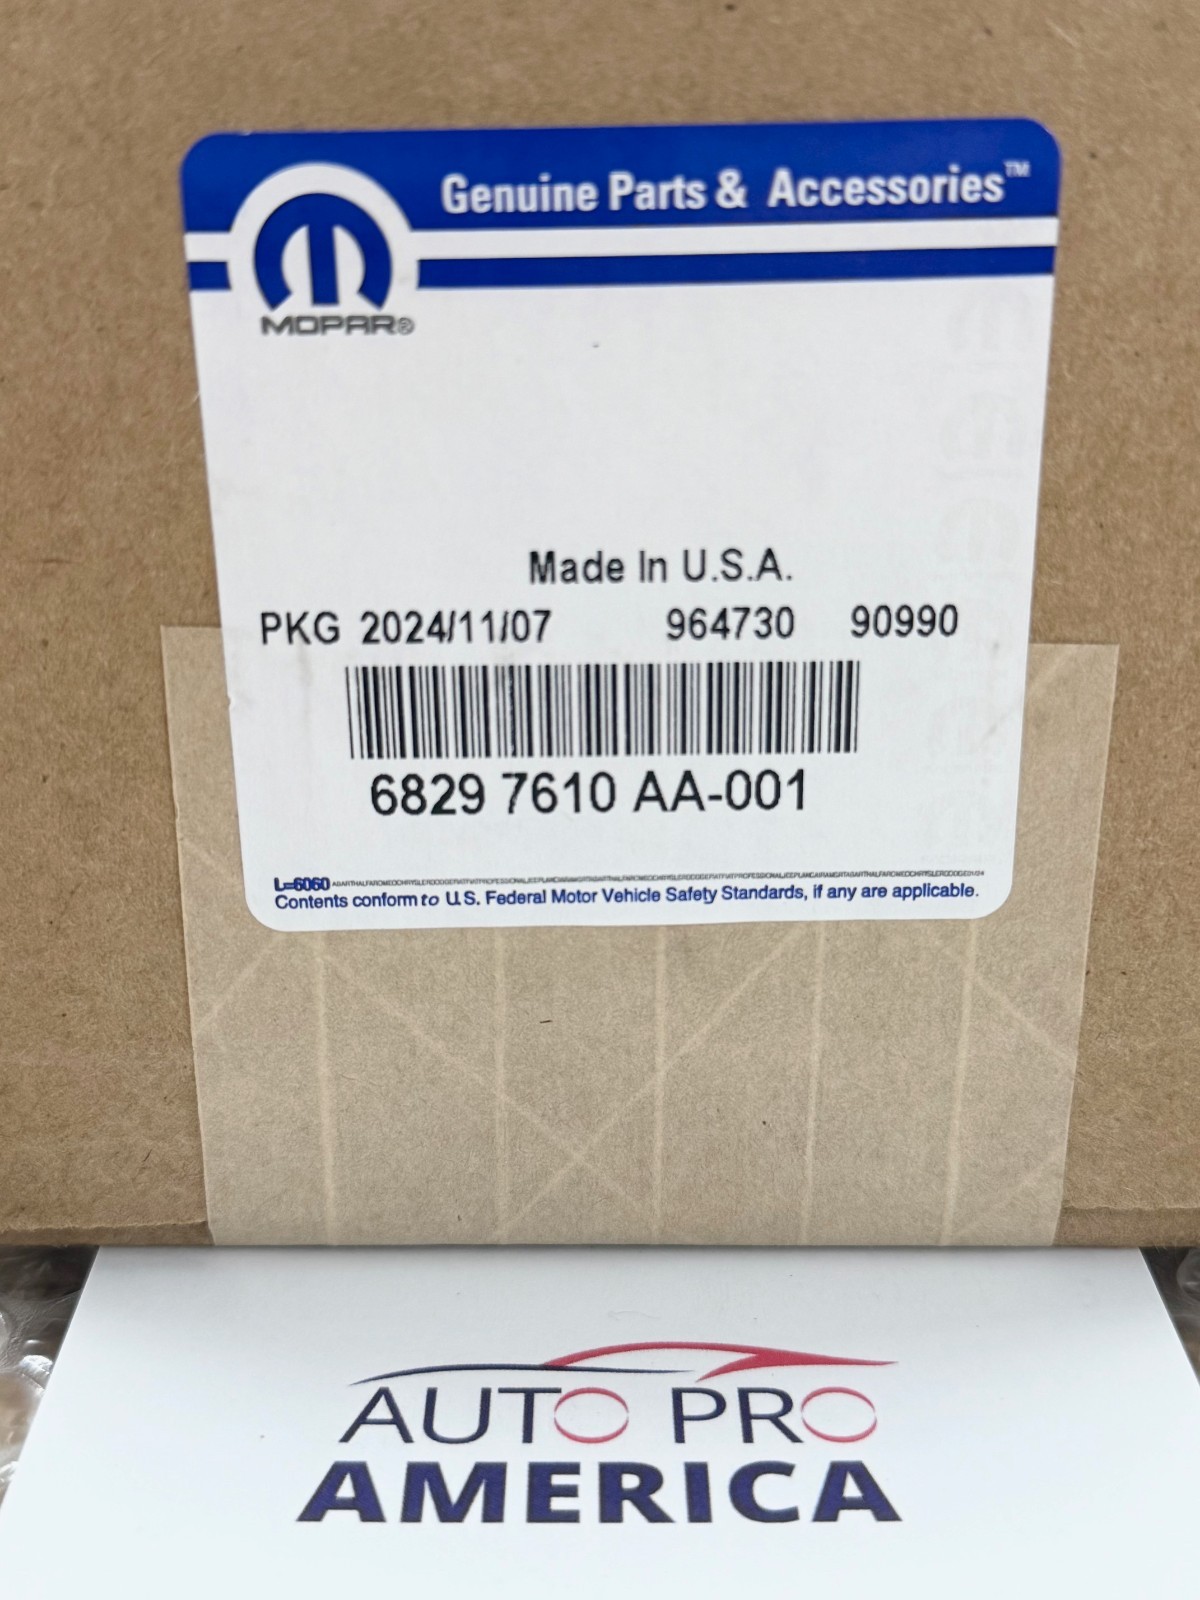 Genuine Parts & Accessories™
MOPAR®
Made In U.S.A.
PKG 2024/11/07 964730 90990
6829 7610 AA-001
L=6060
Contents conform to U.S. Federal Motor Vehicle Safety Standards, if any are applicable.
AUTO PRO
AMERICA